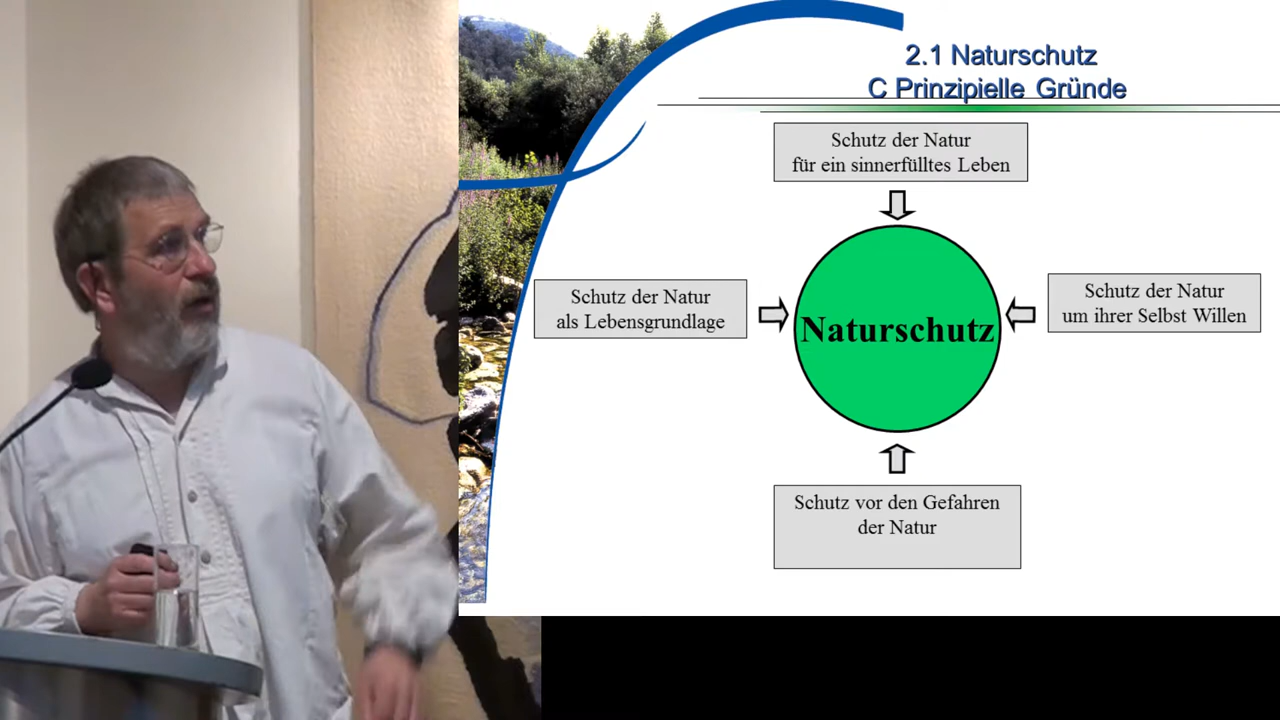 2.1 Naturschutz
C Prinzipielle Gründe
Schutz der Natur
für ein sinnerfülltes Leben
Schutz der Natur
als Lebensgrundlage
Naturschutz
Schutz der Natur
um ihrer Selbst Willen
Schutz vor den Gefahren
der Natur